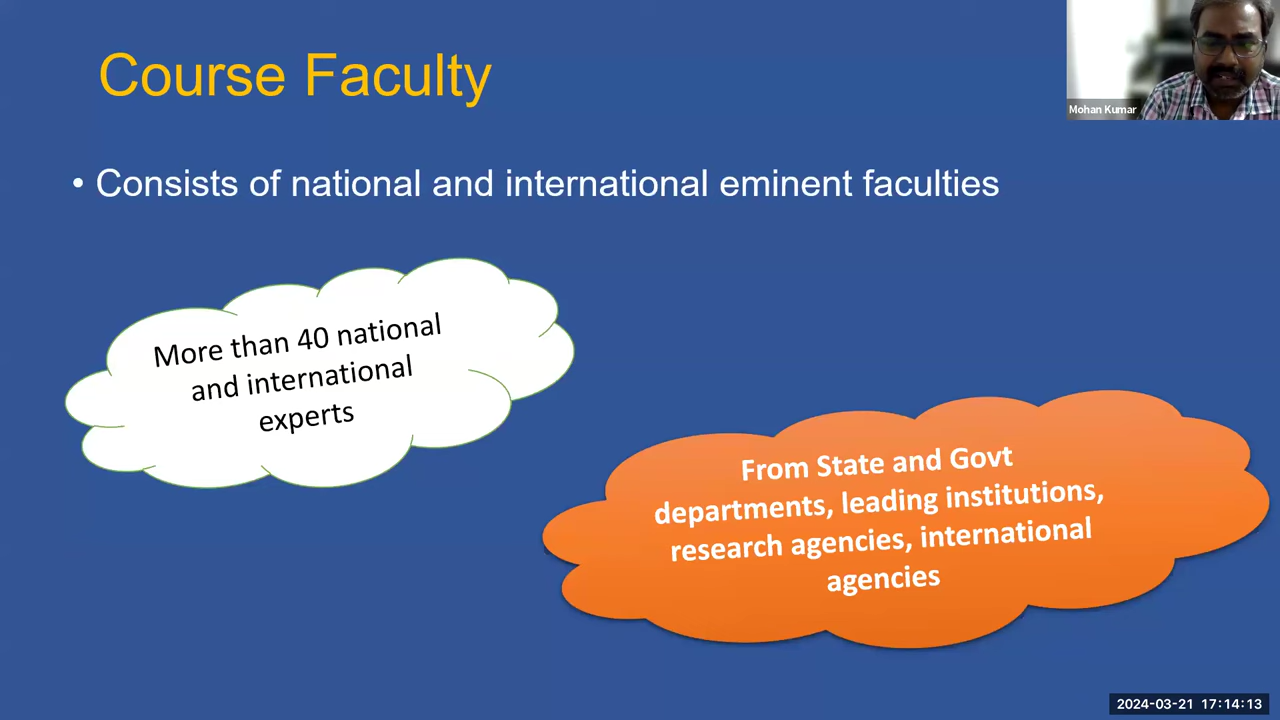 Course Faculty
Mohan Kumar
• Consists of national and international eminent faculties
More than 40 national
and international
experts
From State and Govt
departments, leading institutions,
research agencies, international
agencies
2024-03-21 17:14:13